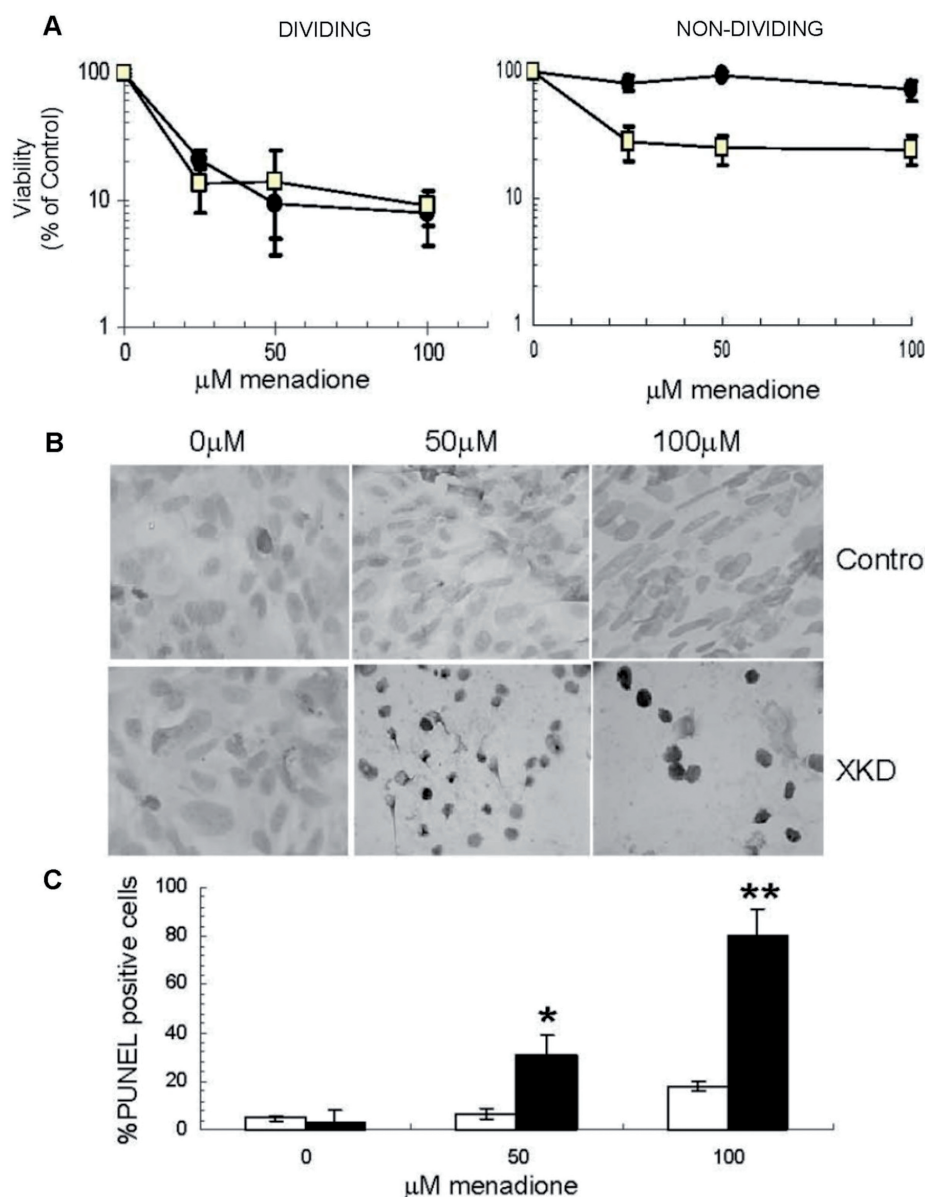 A
DIVIDING
NON-DIVIDING
Viability
(% of Control)
100
10
1
0
50
100
μM menadione
100
10
1
0
50
100
μM menadione
B
0μM
50μM
100μM
Contro
XKD
C
%PUNEL positive cells
100
80
60
40
20
0
*
**
0
50
100
μM menadione